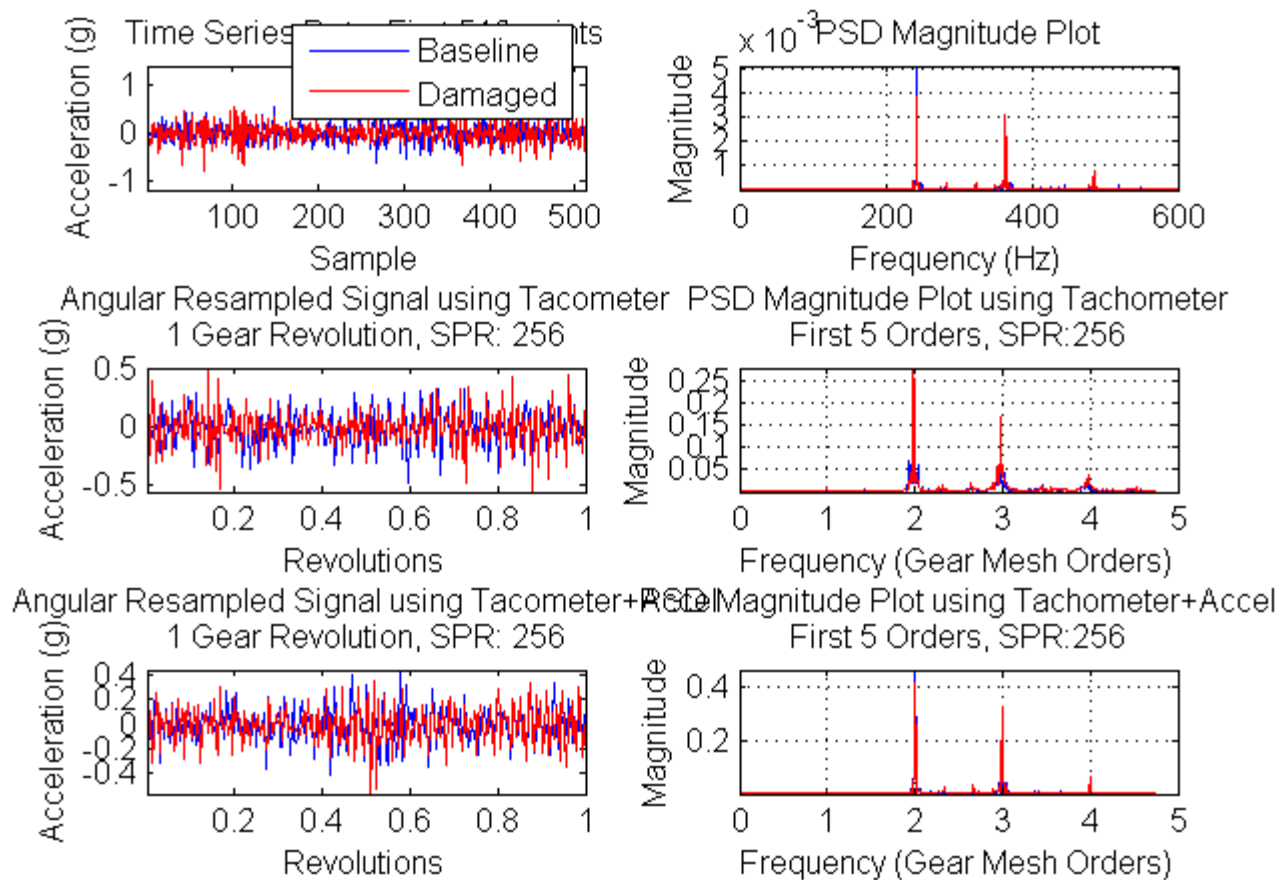 Time Series
ints
Baseline
Damaged
Acceleration (g)
1
0
-1
100 200 300 400 500
Sample
x 10^-3
PSD Magnitude Plot
Magnitude
5
4
3
2
1
0 200 400 600
Frequency (Hz)
Angular Resampled Signal using Tacometer
1 Gear Revolution, SPR: 256
Acceleration (g)
0.5
0
-0.5
0.2 0.4 0.6 0.8 1
Revolutions
PSD Magnitude Plot using Tachometer
First 5 Orders, SPR:256
Magnitude
0.25
0.2
0.15
0.1
0.05
0 1 2 3 4 5
Frequency (Gear Mesh Orders)
Angular Resampled Signal using Tacometer+Accel
1 Gear Revolution, SPR: 256
Acceleration (g)
0.4
0.2
0
-0.2
-0.4
0.2 0.4 0.6 0.8 1
Revolutions
PSD Magnitude Plot using Tachometer+Accel
First 5 Orders, SPR:256
Magnitude
0.4
0.2
0 1 2 3 4 5
Frequency (Gear Mesh Orders)